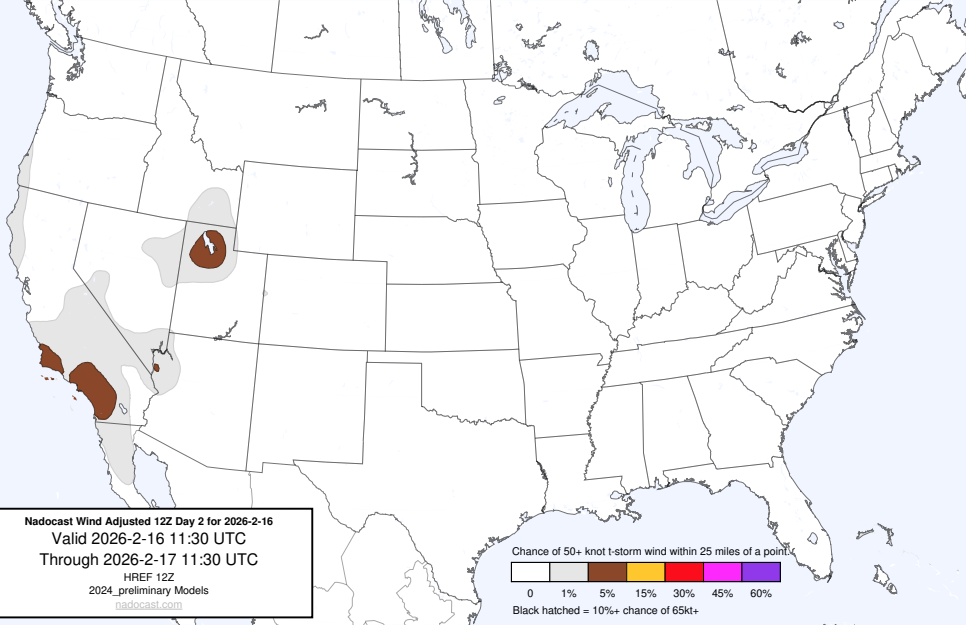 Nadocast Wind Adjusted 12Z Day 2 for 2026-2-16
Valid 2026-2-16 11:30 UTC
Through 2026-2-17 11:30 UTC
HREF 12Z
2024_preliminary Models
nadocast.com
Chance of 50+ knot t-storm wind within 25 miles of a point.
0 1% 5% 15% 30% 45% 60%
Black hatched = 10%+ chance of 65kt+